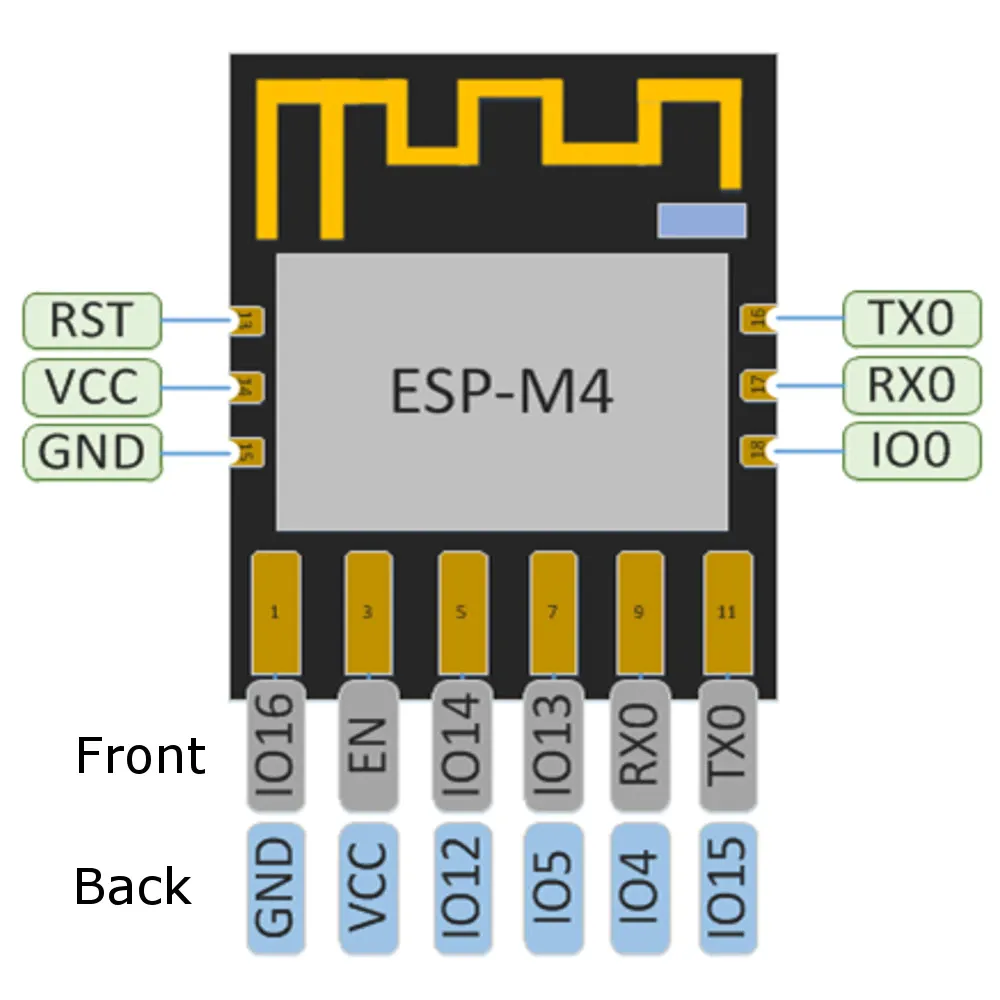 RST
13
16
TX0
VCC
14
17
RX0
GND
15
18
IO0
ESP-M4
1
3
5
7
9
11
Front
IO16
EN
IO14
IO13
RX0
TX0
Back
GND
VCC
IO12
IO5
IO4
IO15